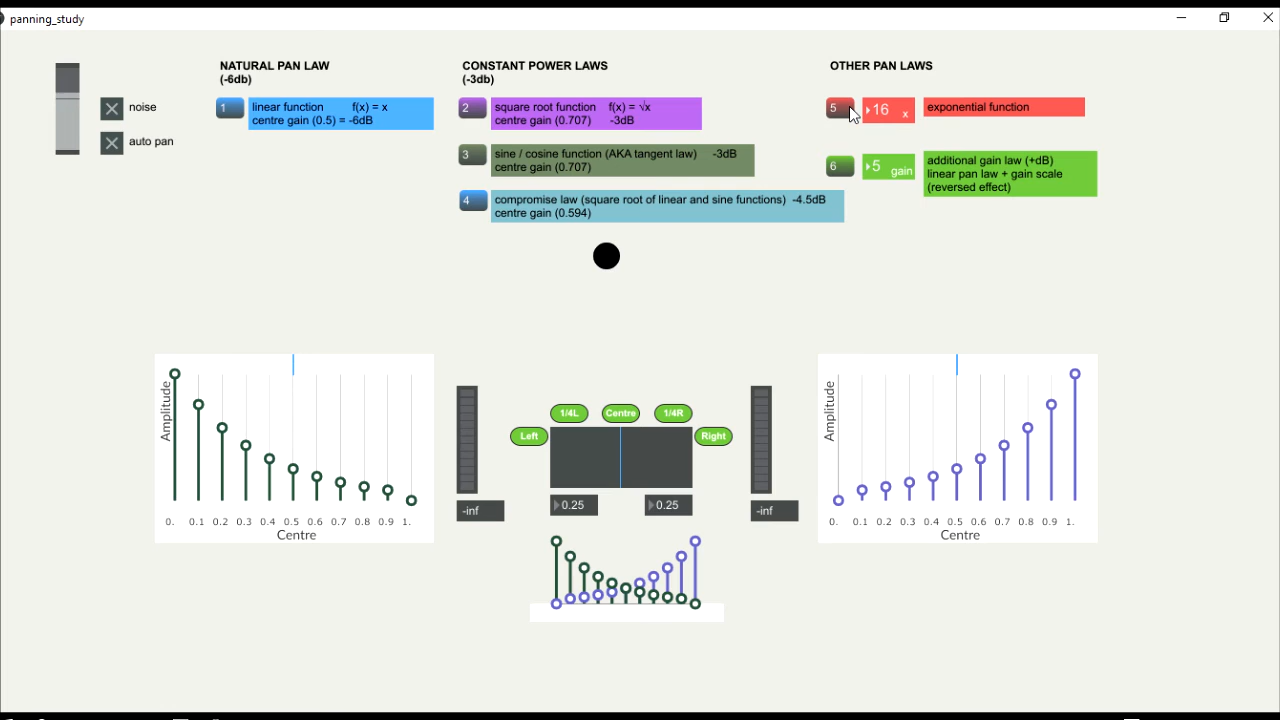 panning_study
NATURAL PAN LAW
(-6db)
CONSTANT POWER LAWS
(-3db)
OTHER PAN LAWS
noise
auto pan
1
linear function f(x) = x
centre gain (0.5) = -6dB
2
square root function f(x) = √x
centre gain (0.707) -3dB
3
sine / cosine function (AKA tangent law) -3dB
centre gain (0.707)
4
compromise law (square root of linear and sine functions) -4.5dB
centre gain (0.594)
5
16 x
exponential function
6
5 gain
additional gain law (+dB)
linear pan law + gain scale
(reversed effect)
Amplitude
0. 0.1 0.2 0.3 0.4 0.5 0.6 0.7 0.8 0.9 1.
Centre
-inf
1/4L Centre 1/4R
Left Right
0.25 0.25
-inf
Amplitude
0. 0.1 0.2 0.3 0.4 0.5 0.6 0.7 0.8 0.9 1.
Centre